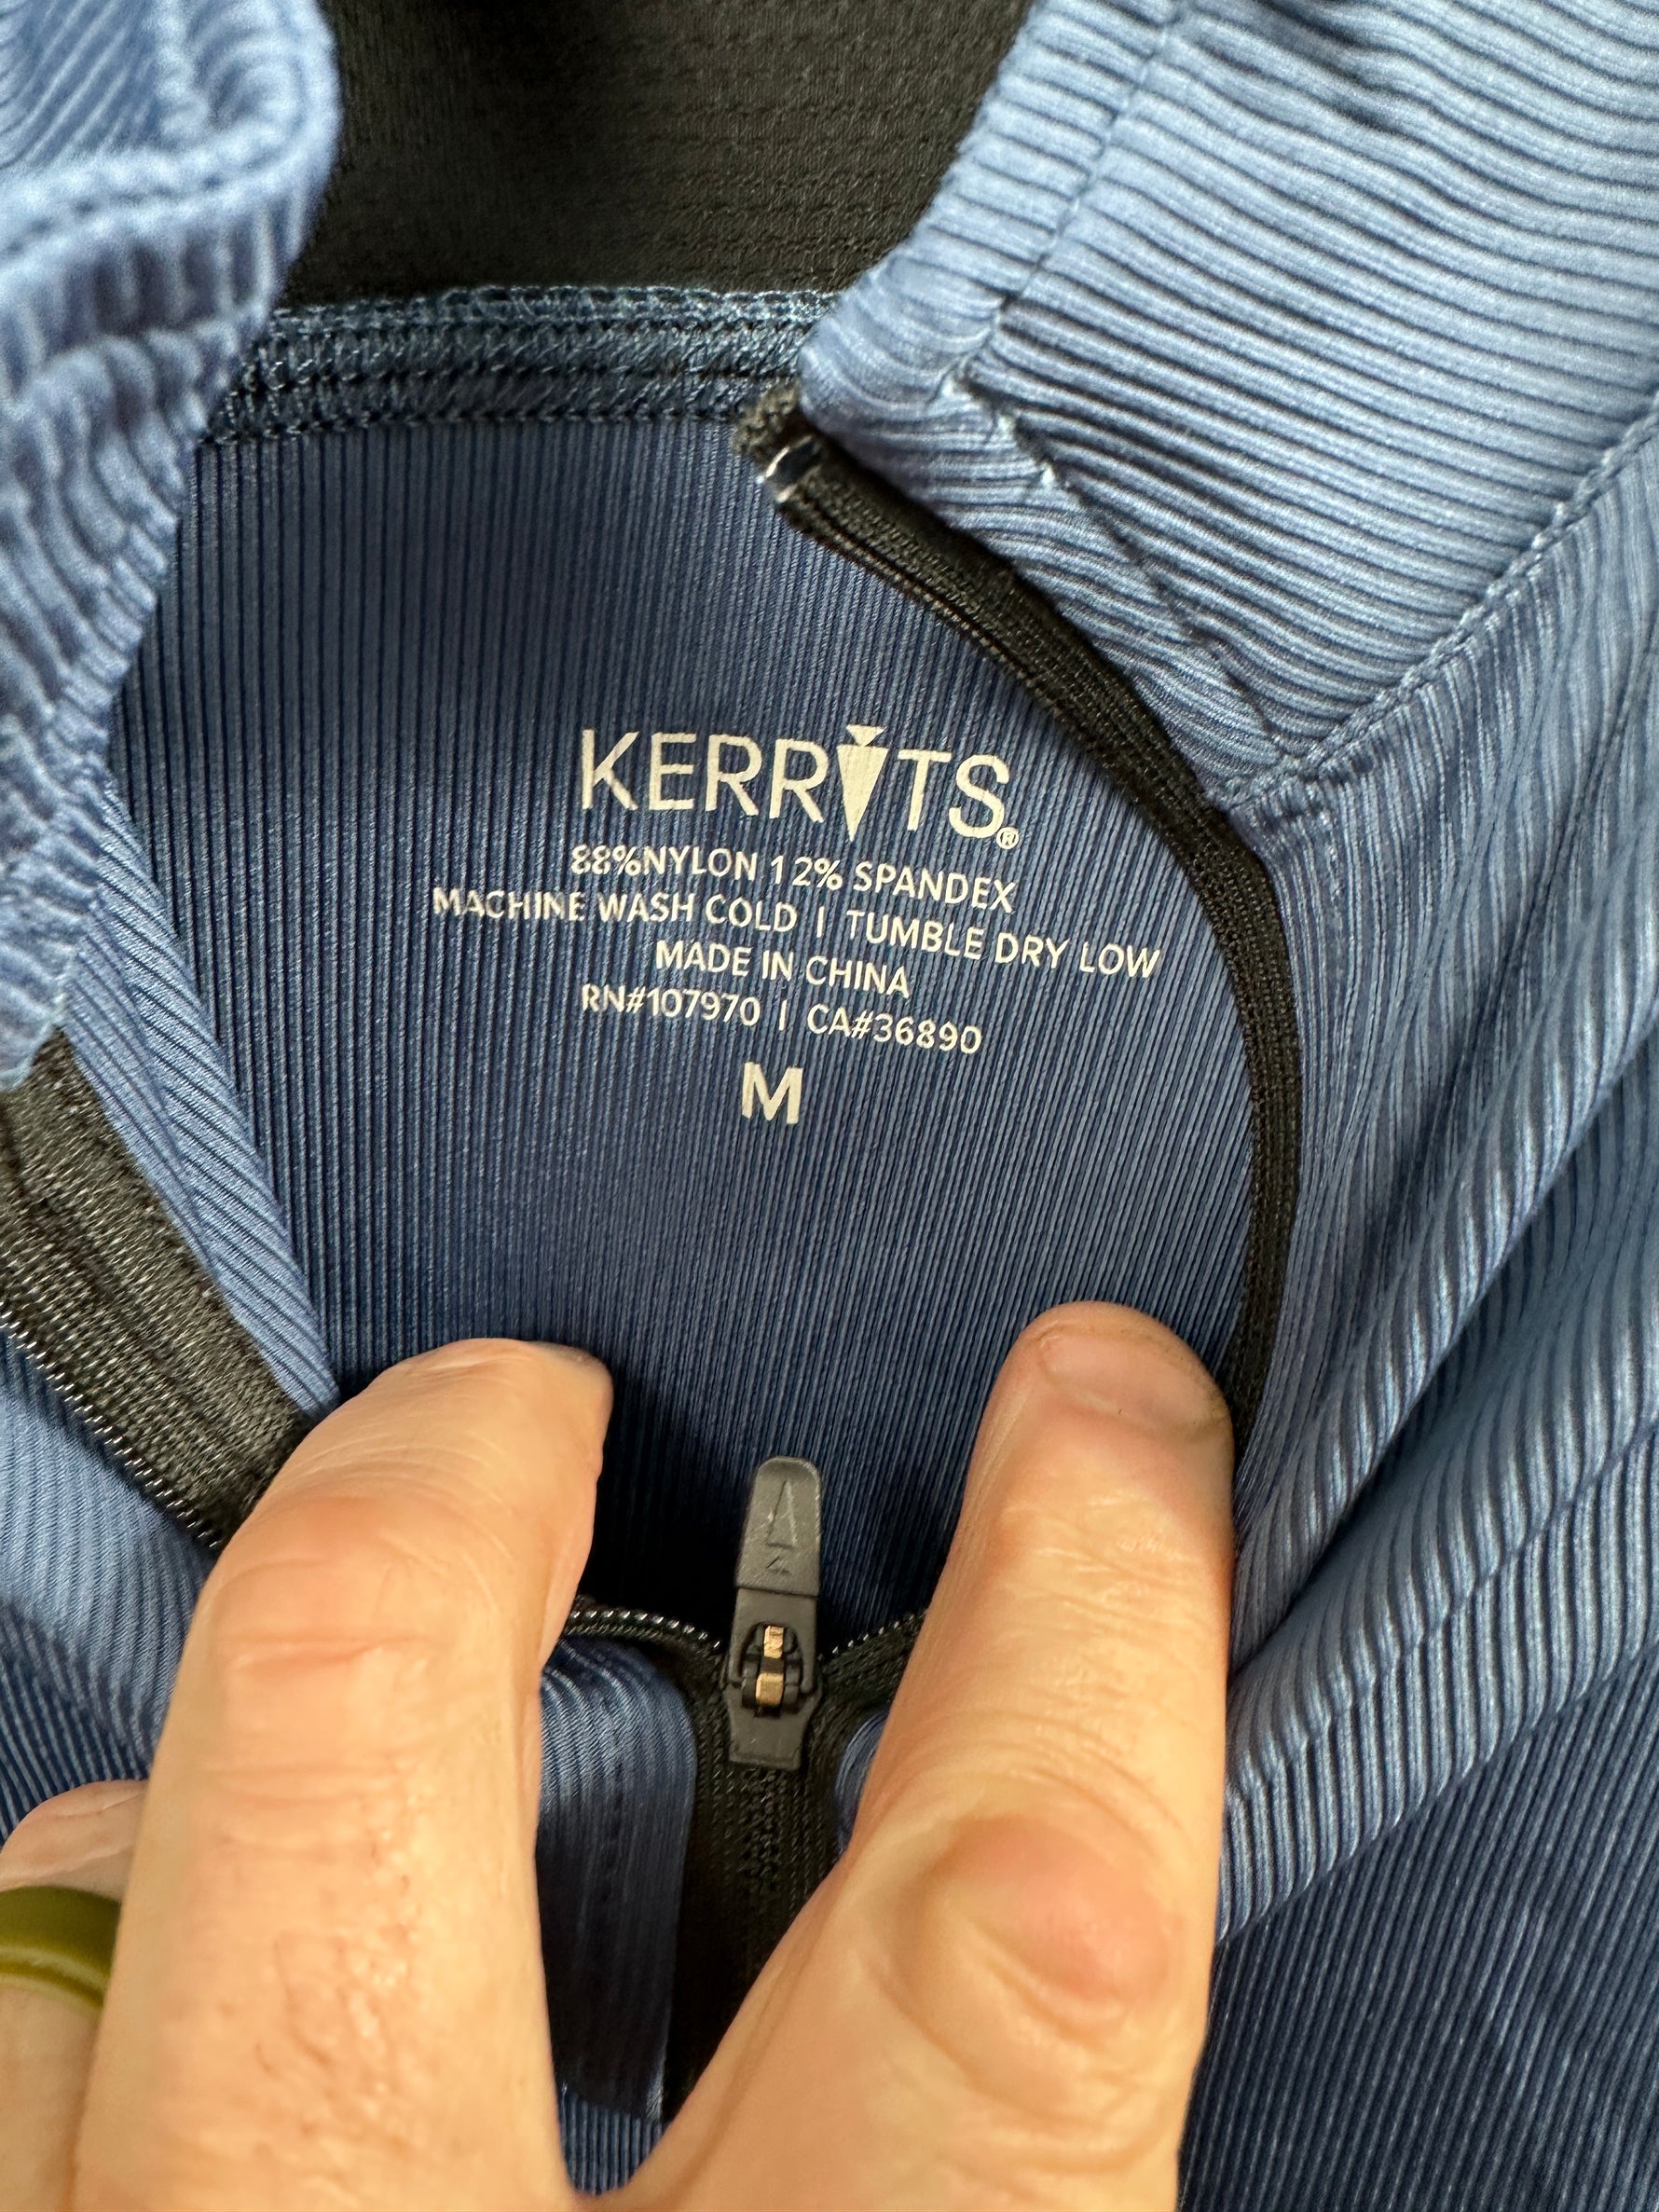 KERRITS®
88%NYLON 12% SPANDEX
MACHINE WASH COLD | TUMBLE DRY LOW
MADE IN CHINA
RN#107970 | CA#36890
M